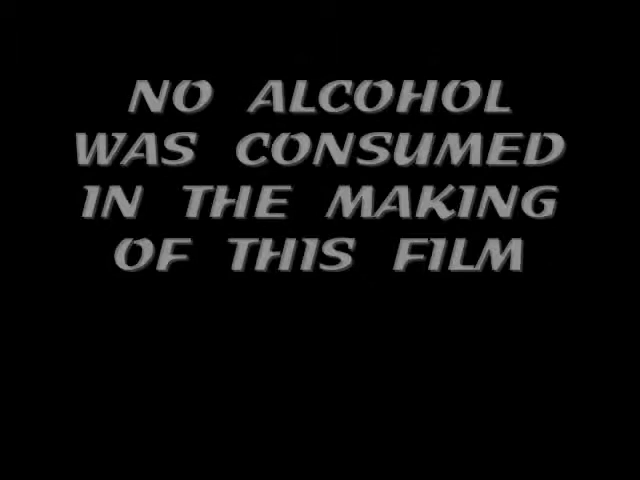 NO ALCOHOL
WAS CONSUMED
IN THE MAKING
OF THIS FILM